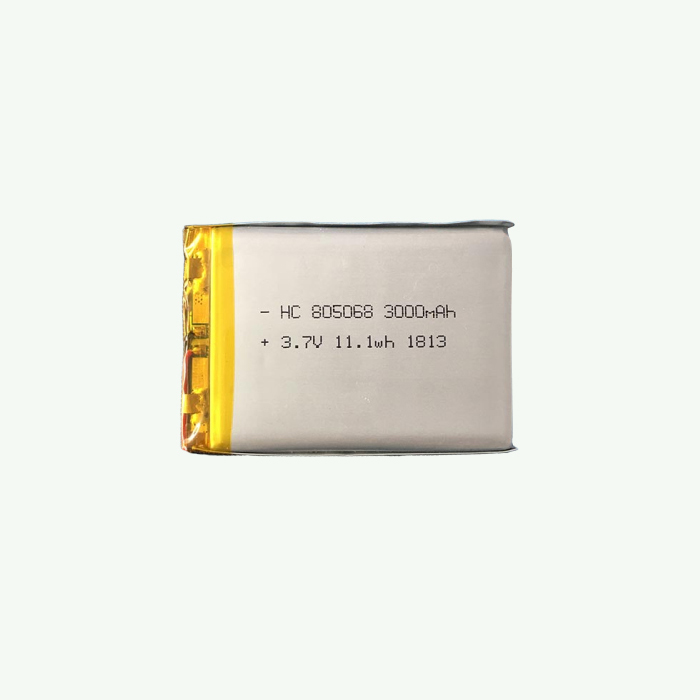 - HC 805068 3000mAh
+ 3.7V 11.1wh 1813